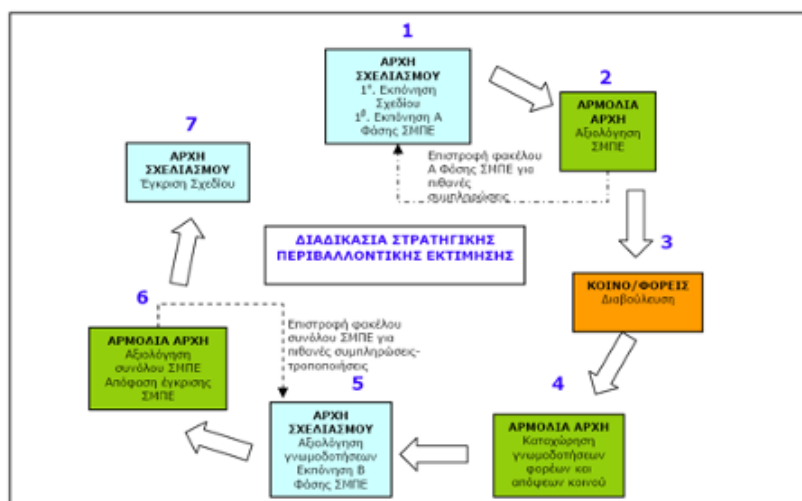 1
ΑΡΧΗ
ΣΧΕΔΙΑΣΜΟΥ
1α. Εκπόνηση
Σχεδίου
1β. Εκπόνηση Α
Φάσης ΣΜΠΕ
2
ΑΡΜΟΔΙΑ
ΑΡΧΗ
Αξιολόγηση
ΣΜΠΕ
Επιστροφή φακέλου
Α Φάσης ΣΜΠΕ για
πιθανές
συμπληρώσεις
7
ΑΡΧΗ
ΣΧΕΔΙΑΣΜΟΥ
Έγκριση Σχεδίου
ΔΙΑΔΙΚΑΣΙΑ ΣΤΡΑΤΗΓΙΚΗΣ
ΠΕΡΙΒΑΛΛΟΝΤΙΚΗΣ ΕΚΤΙΜΗΣΗΣ
3
ΚΟΙΝΟ/ΦΟΡΕΙΣ
Διαβούλευση
6
ΑΡΜΟΔΙΑ ΑΡΧΗ
Αξιολόγηση
συνόλου ΣΜΠΕ
Απόφαση έγκρισης
ΣΜΠΕ
Επιστροφή φακέλου
συνόλου ΣΜΠΕ για
πιθανές συμπληρώσεις-
τροποποιήσεις
5
ΑΡΧΗ
ΣΧΕΔΙΑΣΜΟΥ
Αξιολόγηση
γνωμοδοτήσεων
Εκπόνηση Β
Φάσης ΣΜΠΕ
4
ΑΡΜΟΔΙΑ ΑΡΧΗ
Καταχώρηση
γνωμοδοτήσεων
φορέων και
απόψεων κοινού